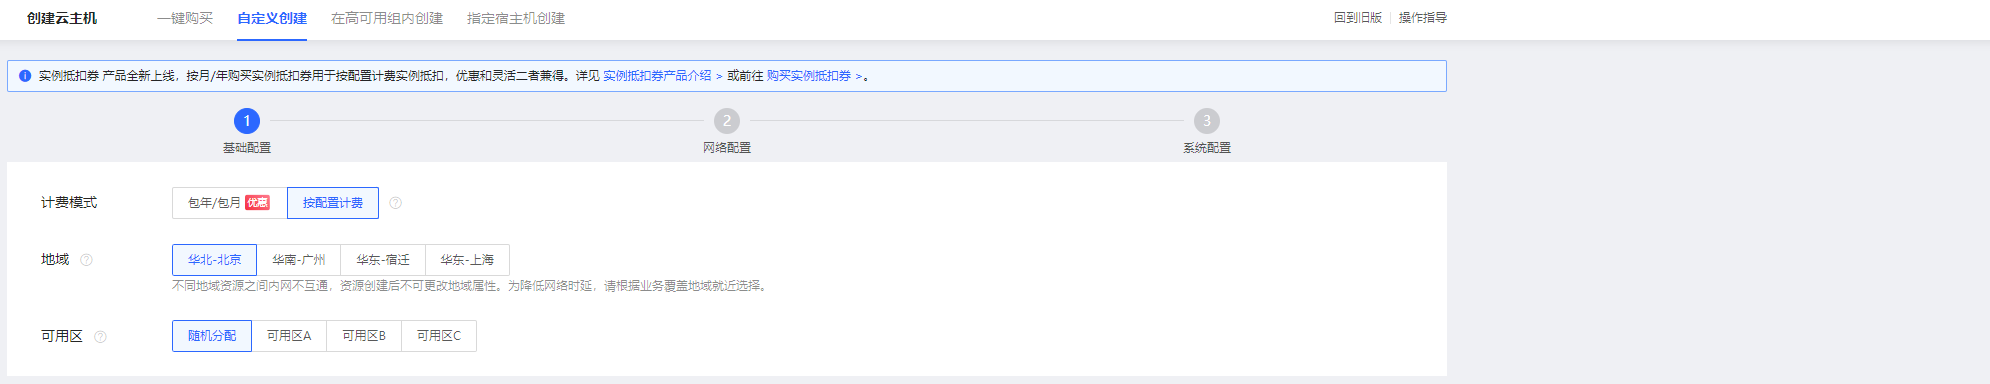 创建云主机 一键购买 自定义创建 在高可用组内创建 指定宿主机创建 回到旧版 操作指导
实例抵扣券 产品全新上线，按月/年购买实例抵扣券用于按配置计费实例抵扣，优惠和灵活二者兼得。详见 实例抵扣券产品介绍 > 或前往 购买实例抵扣券 >。
1 2 3
基础配置 网络配置 系统配置
计费模式 包年/包月 优惠 按配置计费
地域 华北-北京 华南-广州 华东-宿迁 华东-上海
不同地域资源之间内网不互通，资源创建后不可更改地域属性。为降低网络时延，请根据业务覆盖地域就近选择。
可用区 随机分配 可用区A 可用区B 可用区C